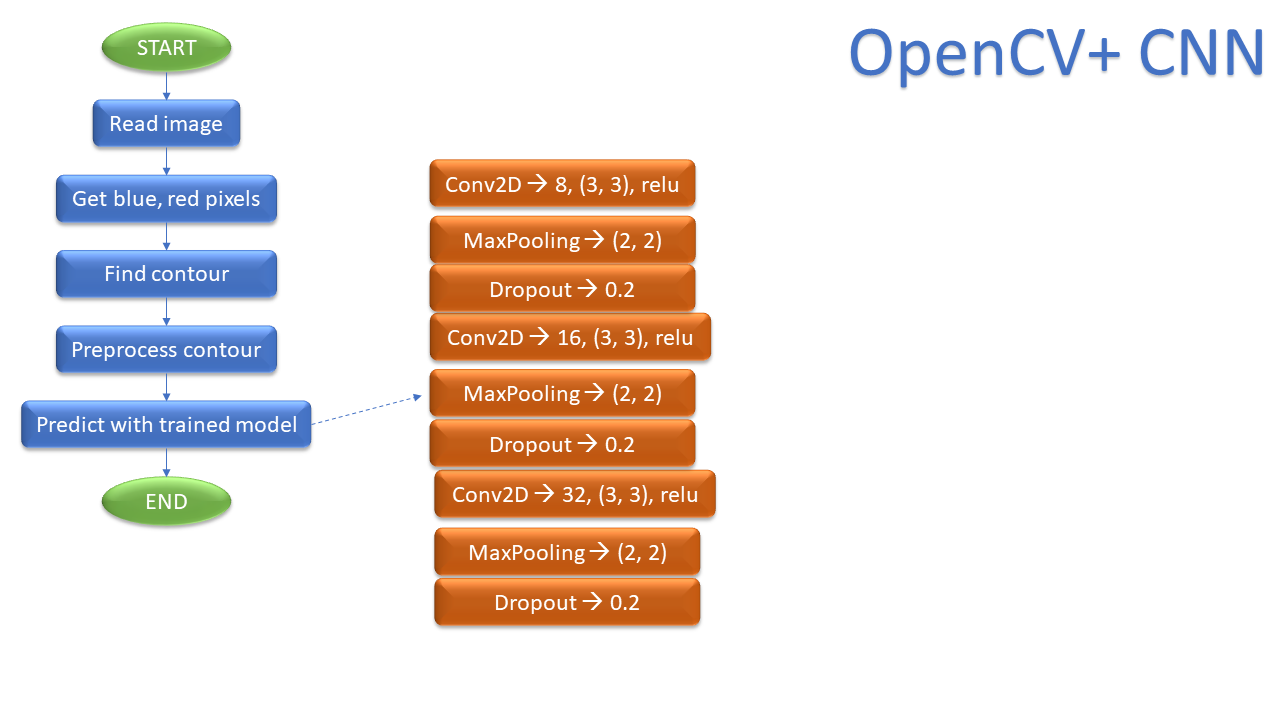 OpenCV+ CNN
START
Read image
Get blue, red pixels
Find contour
Preprocess contour
Predict with trained model
END
Conv2D → 8, (3, 3), relu
MaxPooling → (2, 2)
Dropout → 0.2
Conv2D → 16, (3, 3), relu
MaxPooling → (2, 2)
Dropout → 0.2
Conv2D → 32, (3, 3), relu
MaxPooling → (2, 2)
Dropout → 0.2